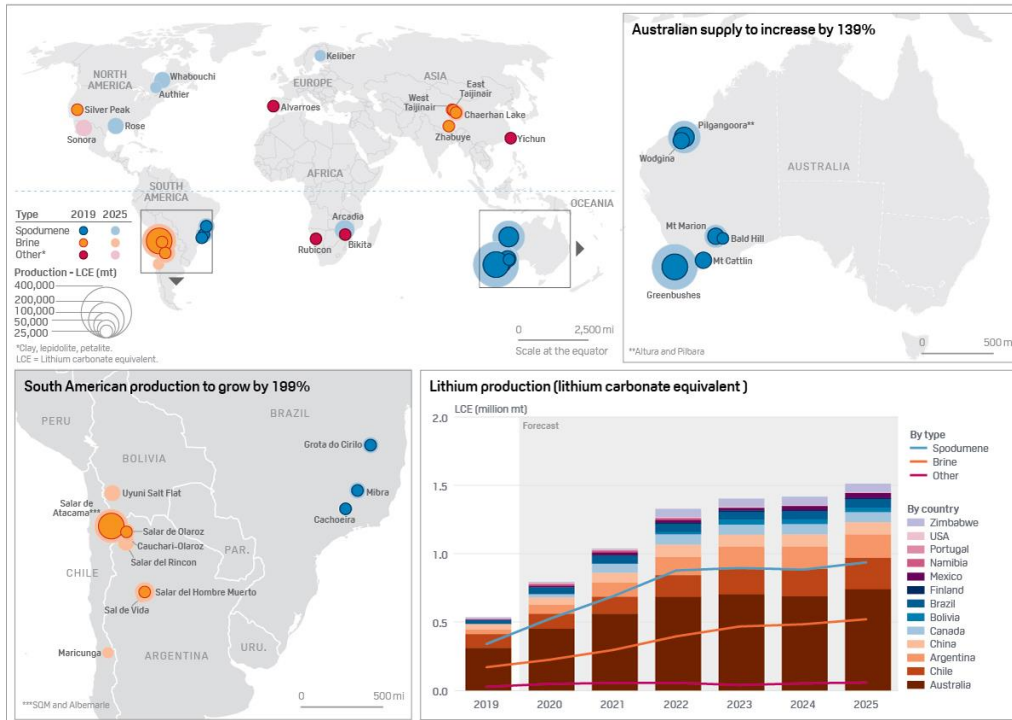 NORTH
AMERICA
Whabouchi
Authier
Silver Peak
Sonora
Rose
Keliber
EUROPE
Alvarroes
ASIA
East
Taijinair
West
Taijinair
Chaerhan Lake
Zhabuye
Yichun
AFRICA
SOUTH
AMERICA
OCEANIA
Arcadia
Rubicon
Bikita
Type 2019 2025
Spodumene
Brine
Other*
Production - LCE (mt)
400,000
200,000
100,000
50,000
25,000
*Clay, lepidolite, petalite.
LCE = Lithium carbonate equivalent.
0 2,500 mi
Scale at the equator
Australian supply to increase by 139%
Pilgangoora**
Wodgina
AUSTRALIA
Mt Marion
Bald Hill
Mt Cattlin
Greenbushes
0 500 mi
**Altura and Pilbara
South American production to grow by 199%
PERU
BRAZIL
BOLIVIA
Grota do Cirilo
Uyuni Salt Flat
Mibra
Salar de
Atacama***
Cachoeira
Salar de Olaroz
Cauchari-Olaroz
PAR.
Salar del Rincon
CHILE
Salar del Hombre Muerto
Sal de Vida
URU.
Maricunga
ARGENTINA
0 500 mi
***SQM and Albemarle
Lithium production (lithium carbonate equivalent )
LCE (million mt)
2.0
1.5
1.0
0.5
0.0
Forecast
2019 2020 2021 2022 2023 2024 2025
By type
Spodumene
Brine
Other
By country
Zimbabwe
USA
Portugal
Namibia
Mexico
Finland
Brazil
Bolivia
Canada
China
Argentina
Chile
Australia